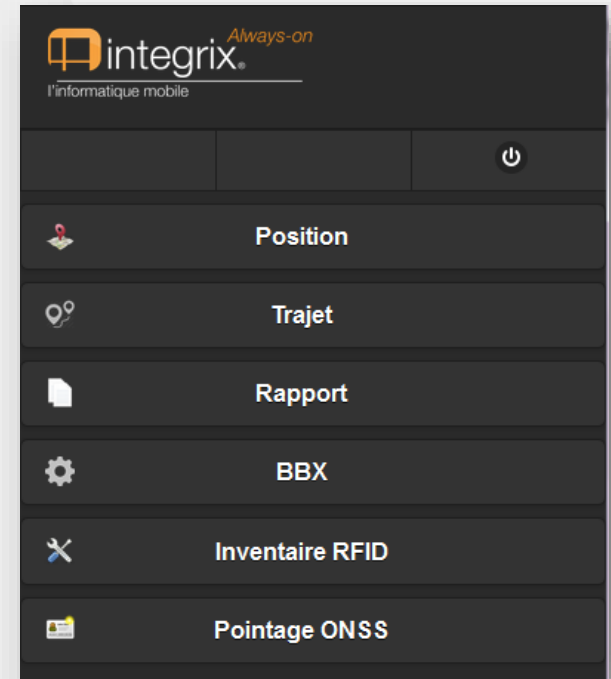 Always-on
integrix®
l'informatique mobile
Position
Trajet
Rapport
BBX
Inventaire RFID
Pointage ONSS